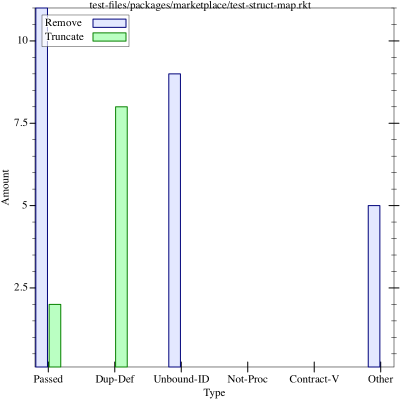 test-files/packages/marketplace/test-struct-map.rkt
Remove
Truncate
10
7.5
5
2.5
Amount
Passed Dup-Def Unbound-ID Not-Proc Contract-V Other
Type